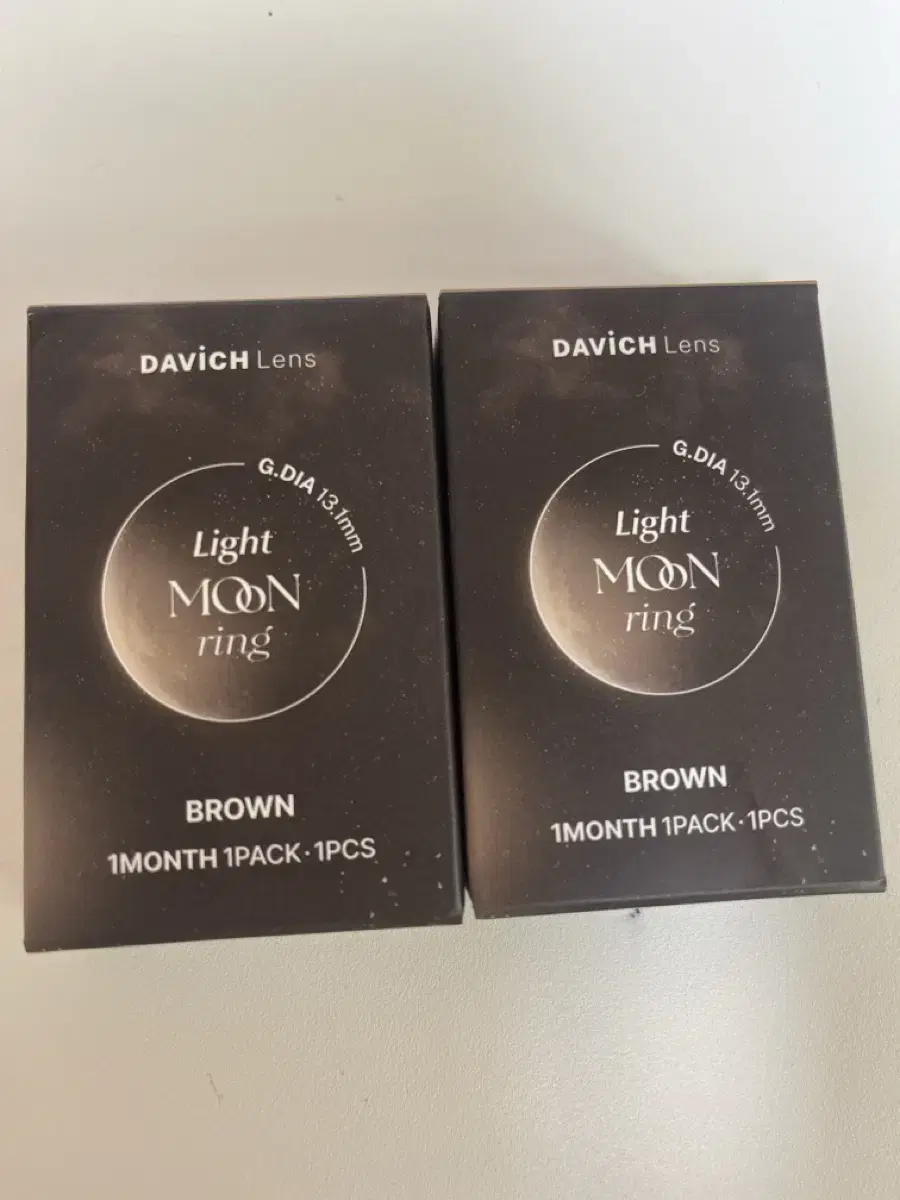 DAViCH Lens
G.DIA 13.1mm
Light
MOON
ring
BROWN
1MONTH 1PACK·1PCS
DAViCH Lens
G.DIA 13.1mm
Light
MOON
ring
BROWN
1MONTH 1PACK·1PCS